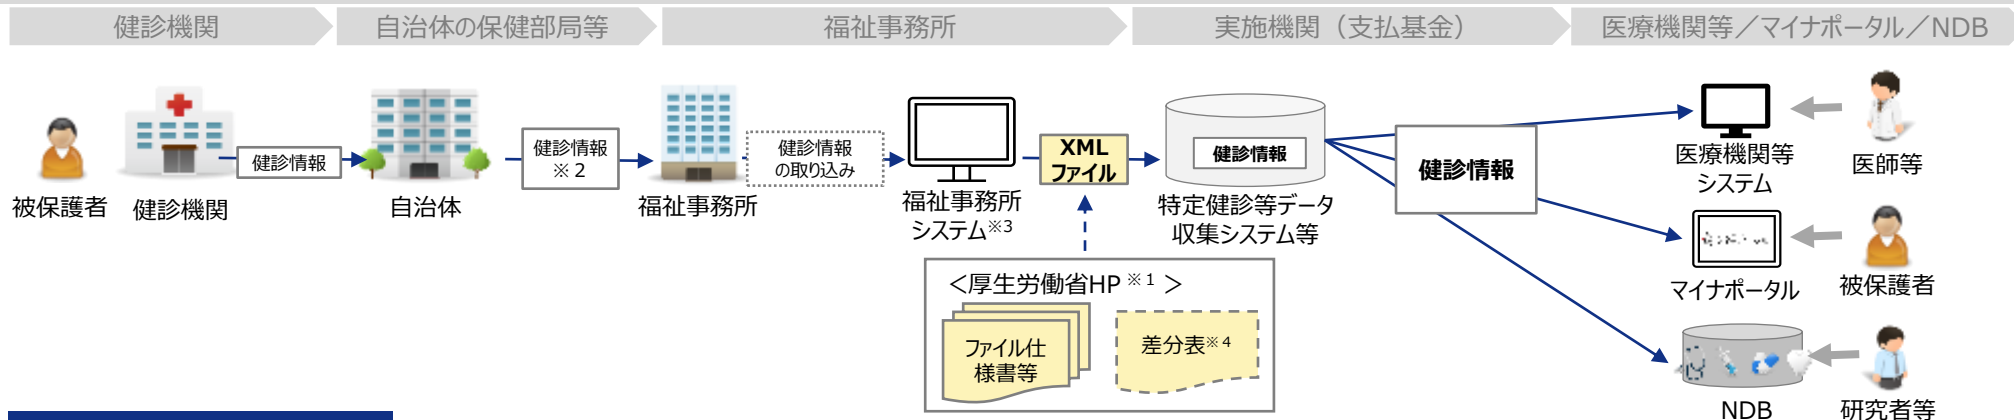 健診機関
自治体の保健部局等
福祉事務所
実施機関（支払基金）
医療機関等／マイナポータル／NDB
被保護者
健診機関
健診情報
自治体
健診情報
※２
福祉事務所
健診情報
の取り込み
福祉事務所
システム※3
XML
ファイル
健診情報
特定健診等データ
収集システム等
健診情報
医療機関等
システム
医師等
マイナポータル
被保護者
NDB
研究者等
＜厚生労働省HP※１＞
ファイル仕
様書等
差分表※４